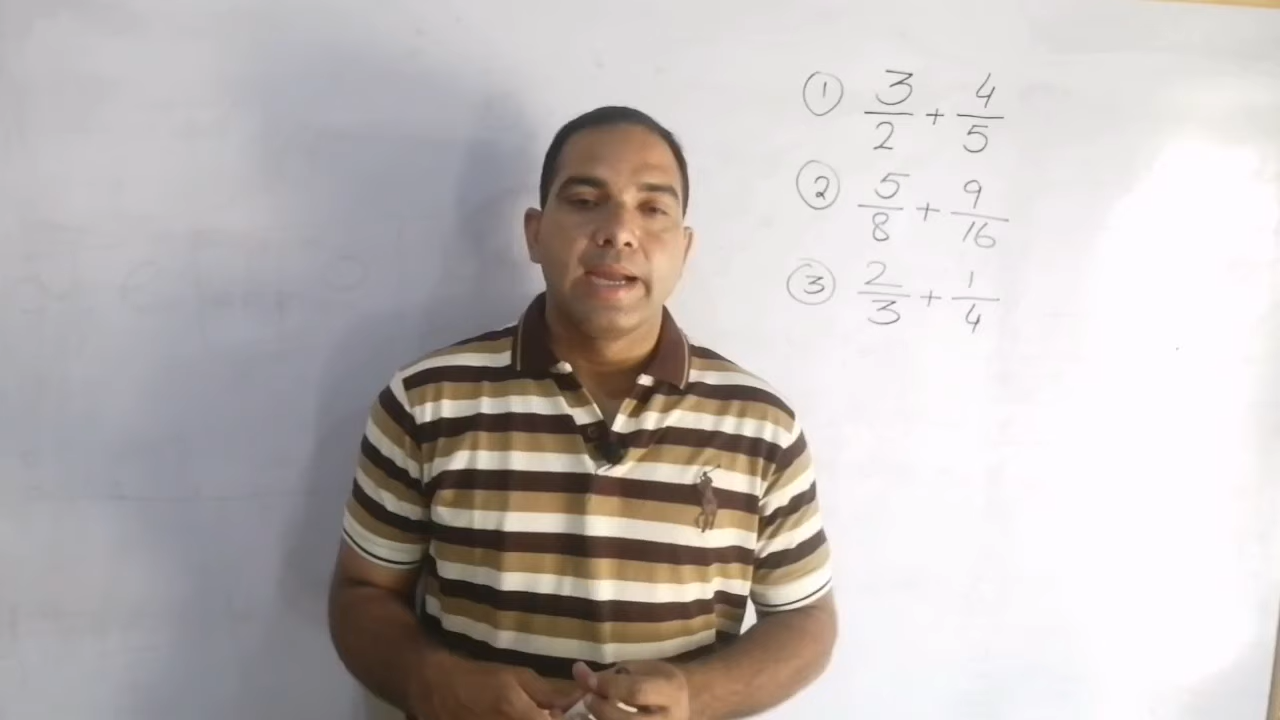 ① 3/2 + 4/5
② 5/8 + 9/16
③ 2/3 + 1/4